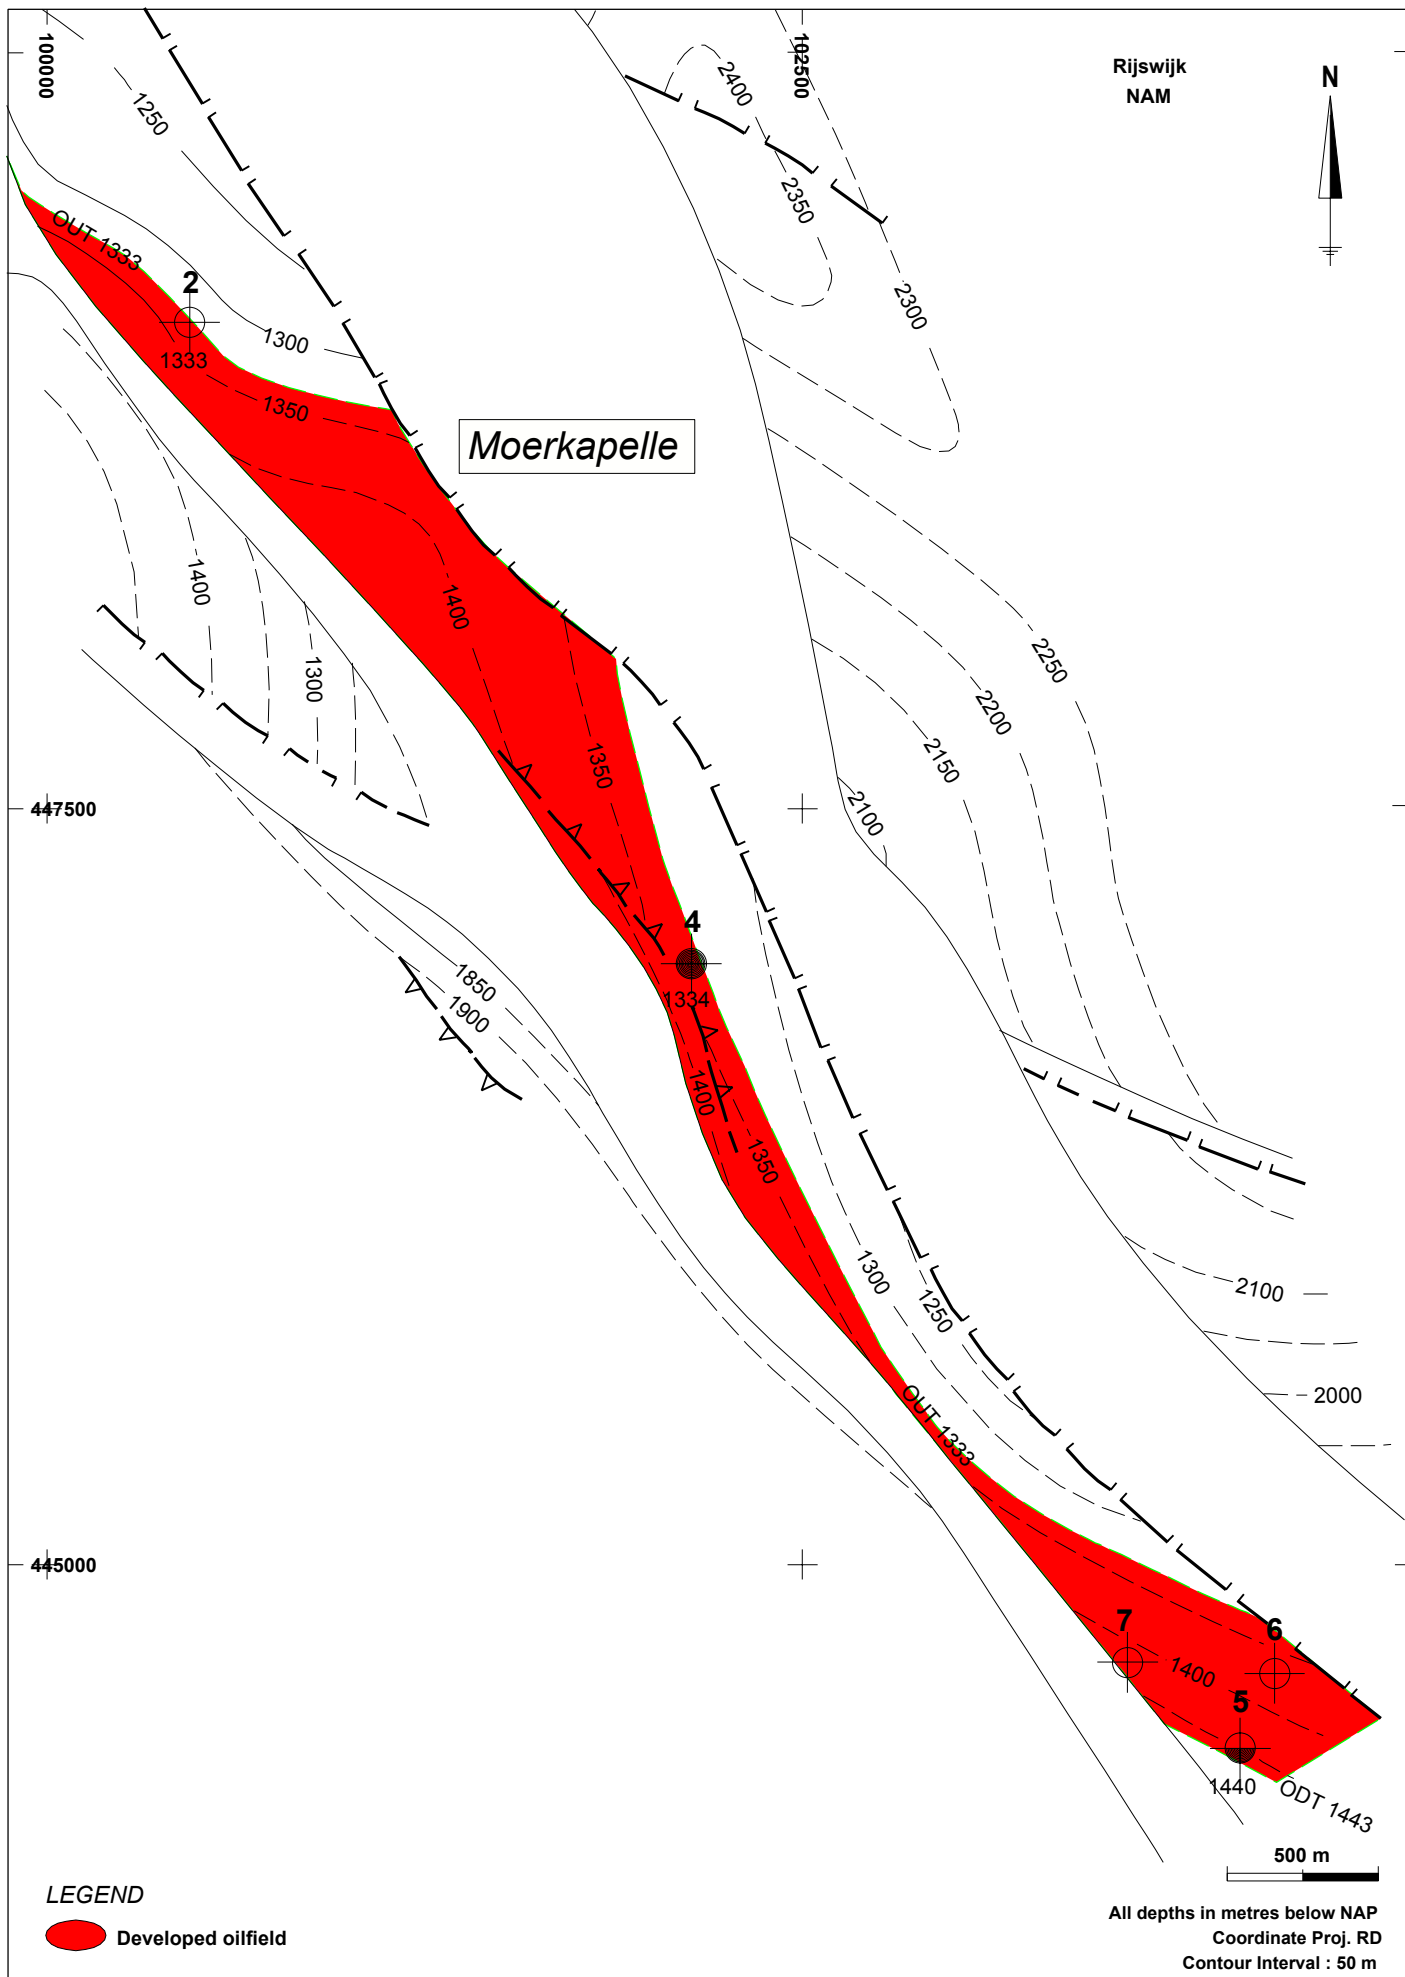 100000
102500
Rijswijk
NAM
N
2400
1250
2350
OUT 1333
2300
2
1300
1333
1350
Moerkapelle
1400
1400
2250
1300
2200
1350
2150
447500
2100
4
1850
1334
1900
1400
1350
1300
2100
1250
OUT 1333
2000
445000
7
6
1400
5
1440
ODT 1443
500 m
LEGEND
Developed oilfield
All depths in metres below NAP
Coordinate Proj. RD
Contour Interval : 50 m